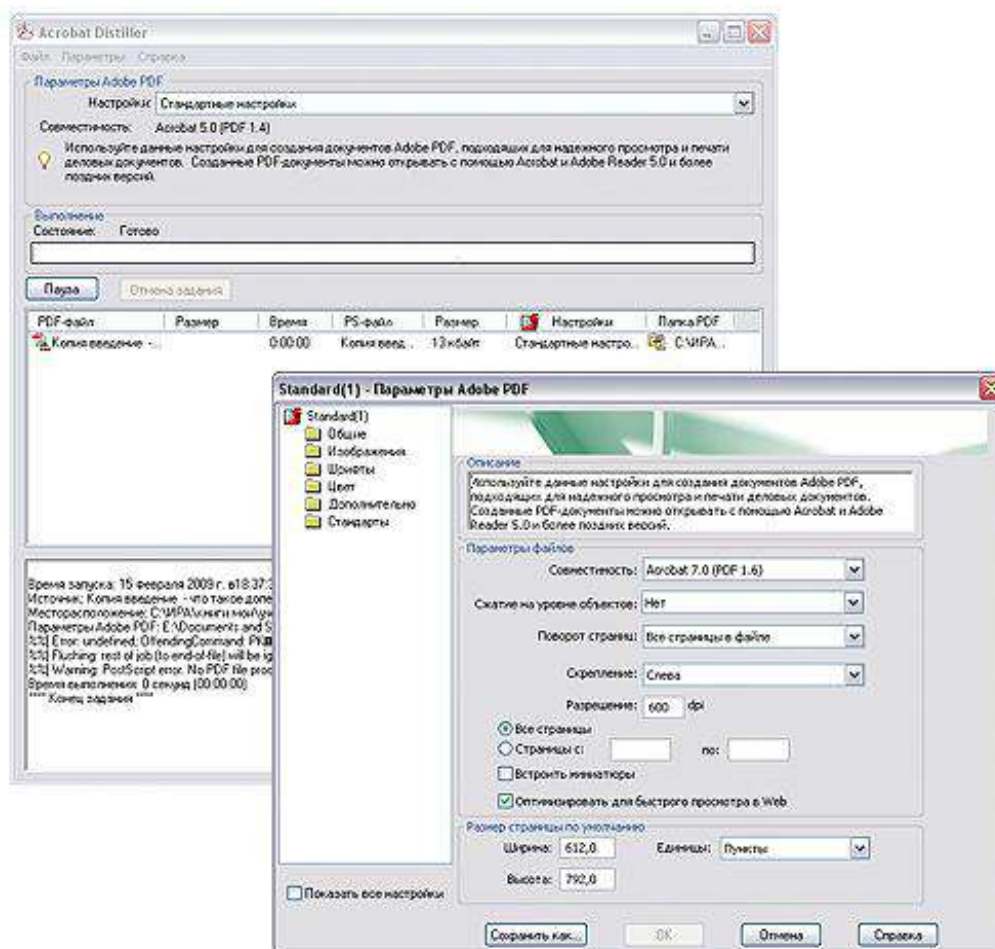 Acrobat Distiller
Файл Параметры Справка
Параметры Adobe PDF
Настройки: Стандартные настройки
Совместимость: Acrobat 5.0 (PDF 1.4)
Используйте данные настройки для создания документов Adobe PDF, подходящих для надежного просмотра и печати
деловых документов. Созданные PDF-документы можно открывать с помощью Acrobat и Adobe Reader 5.0 и более
поздних версий.
Выполнение
Состояние: Готово
Пауза Отмена задания
PDF-файл Размер Время PS-файл Размер Настройки Папка PDF
Копия введение -... 0:00:00 Копия введ... 13 кбайт Стандартные настро... C:\ИРА...
Время запуска: 15 февраля 2009 г. в 18:37:
Источник: Копия введение - что такое допе
Месторасположение: C:\ИРА\книги мои\
Параметры Adobe PDF: E:\Documents and S
%%[ Error: undefined; OffendingCommand: PK
%%[ Flushing: rest of job (to end-of-file) will be ig
%%[ Warning: PostScript error. No PDF file proc
Время выполнения: 0 секунд (00:00:00)
**** Конец задания ****
Standard(1) - Параметры Adobe PDF
Standard(1)
Общие
Изображения
Шрифты
Цвет
Дополнительно
Стандарты
Показать все настройки
Описание
Используйте данные настройки для создания документов Adobe PDF,
подходящих для надежного просмотра и печати деловых документов.
Созданные PDF-документы можно открывать с помощью Acrobat и Adobe
Reader 5.0 и более поздних версий.
Параметры файлов
Совместимость: Acrobat 7.0 (PDF 1.6)
Сжатие на уровне объектов: Нет
Поворот страниц: Все страницы в файле
Скрепление: Слева
Разрешение: 600 dpi
Все страницы
Страницы с: по:
Встроить миниатюры
Оптимизировать для быстрого просмотра в Web
Размер страницы по умолчанию
Ширина: 612,0 Единицы: Пункты
Высота: 792,0
Сохранить как... OK Отмена Справка